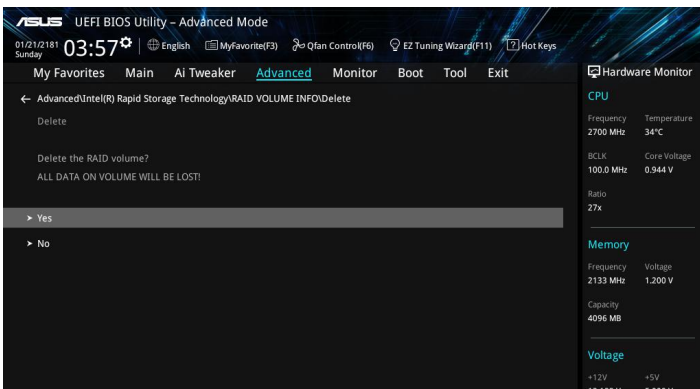 ASUS UEFI BIOS Utility – Advanced Mode
01/21/2181 Sunday 03:57 English MyFavorite(F3) Qfan Control(F6) EZ Tuning Wizard(F11) Hot Keys
My Favorites Main Ai Tweaker Advanced Monitor Boot Tool Exit
Advanced\Intel(R) Rapid Storage Technology\RAID VOLUME INFO\Delete
Delete
Delete the RAID volume?
ALL DATA ON VOLUME WILL BE LOST!
Yes
No
Hardware Monitor
CPU
Frequency Temperature
2700 MHz 34°C
BCLK Core Voltage
100.0 MHz 0.944 V
Ratio
27x
Memory
Frequency Voltage
2133 MHz 1.200 V
Capacity
4096 MB
Voltage
+12V +5V